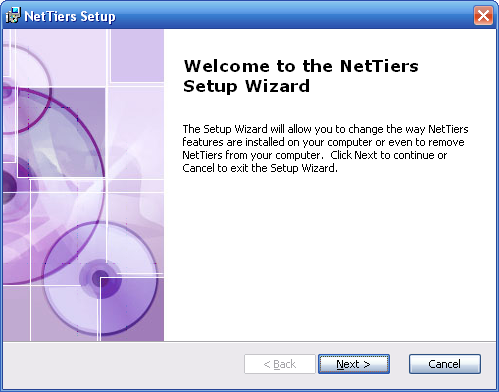 NetTiers Setup
Welcome to the NetTiers
Setup Wizard
The Setup Wizard will allow you to change the way NetTiers
features are installed on your computer or even to remove
NetTiers from your computer.  Click Next to continue or
Cancel to exit the Setup Wizard.
< Back
Next >
Cancel